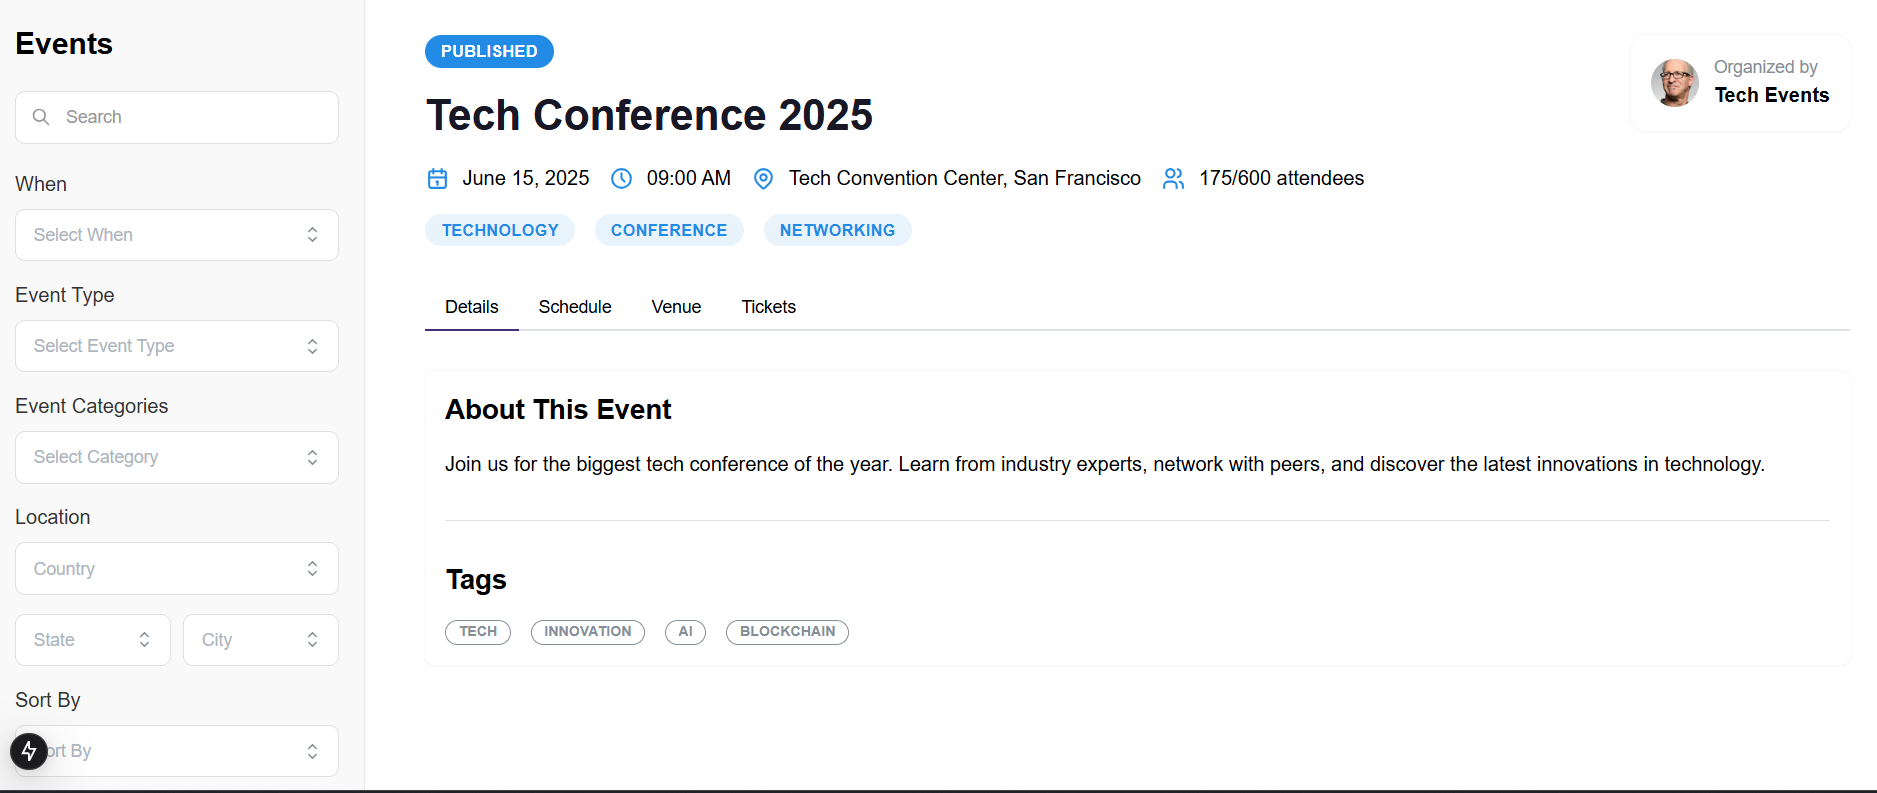 Events
Search
When
Select When
Event Type
Select Event Type
Event Categories
Select Category
Location
Country
State
City
Sort By
ort By
PUBLISHED
Tech Conference 2025
June 15, 2025 09:00 AM Tech Convention Center, San Francisco 175/600 attendees
TECHNOLOGY CONFERENCE NETWORKING
Organized by
Tech Events
Details Schedule Venue Tickets
About This Event
Join us for the biggest tech conference of the year. Learn from industry experts, network with peers, and discover the latest innovations in technology.
Tags
TECH INNOVATION AI BLOCKCHAIN